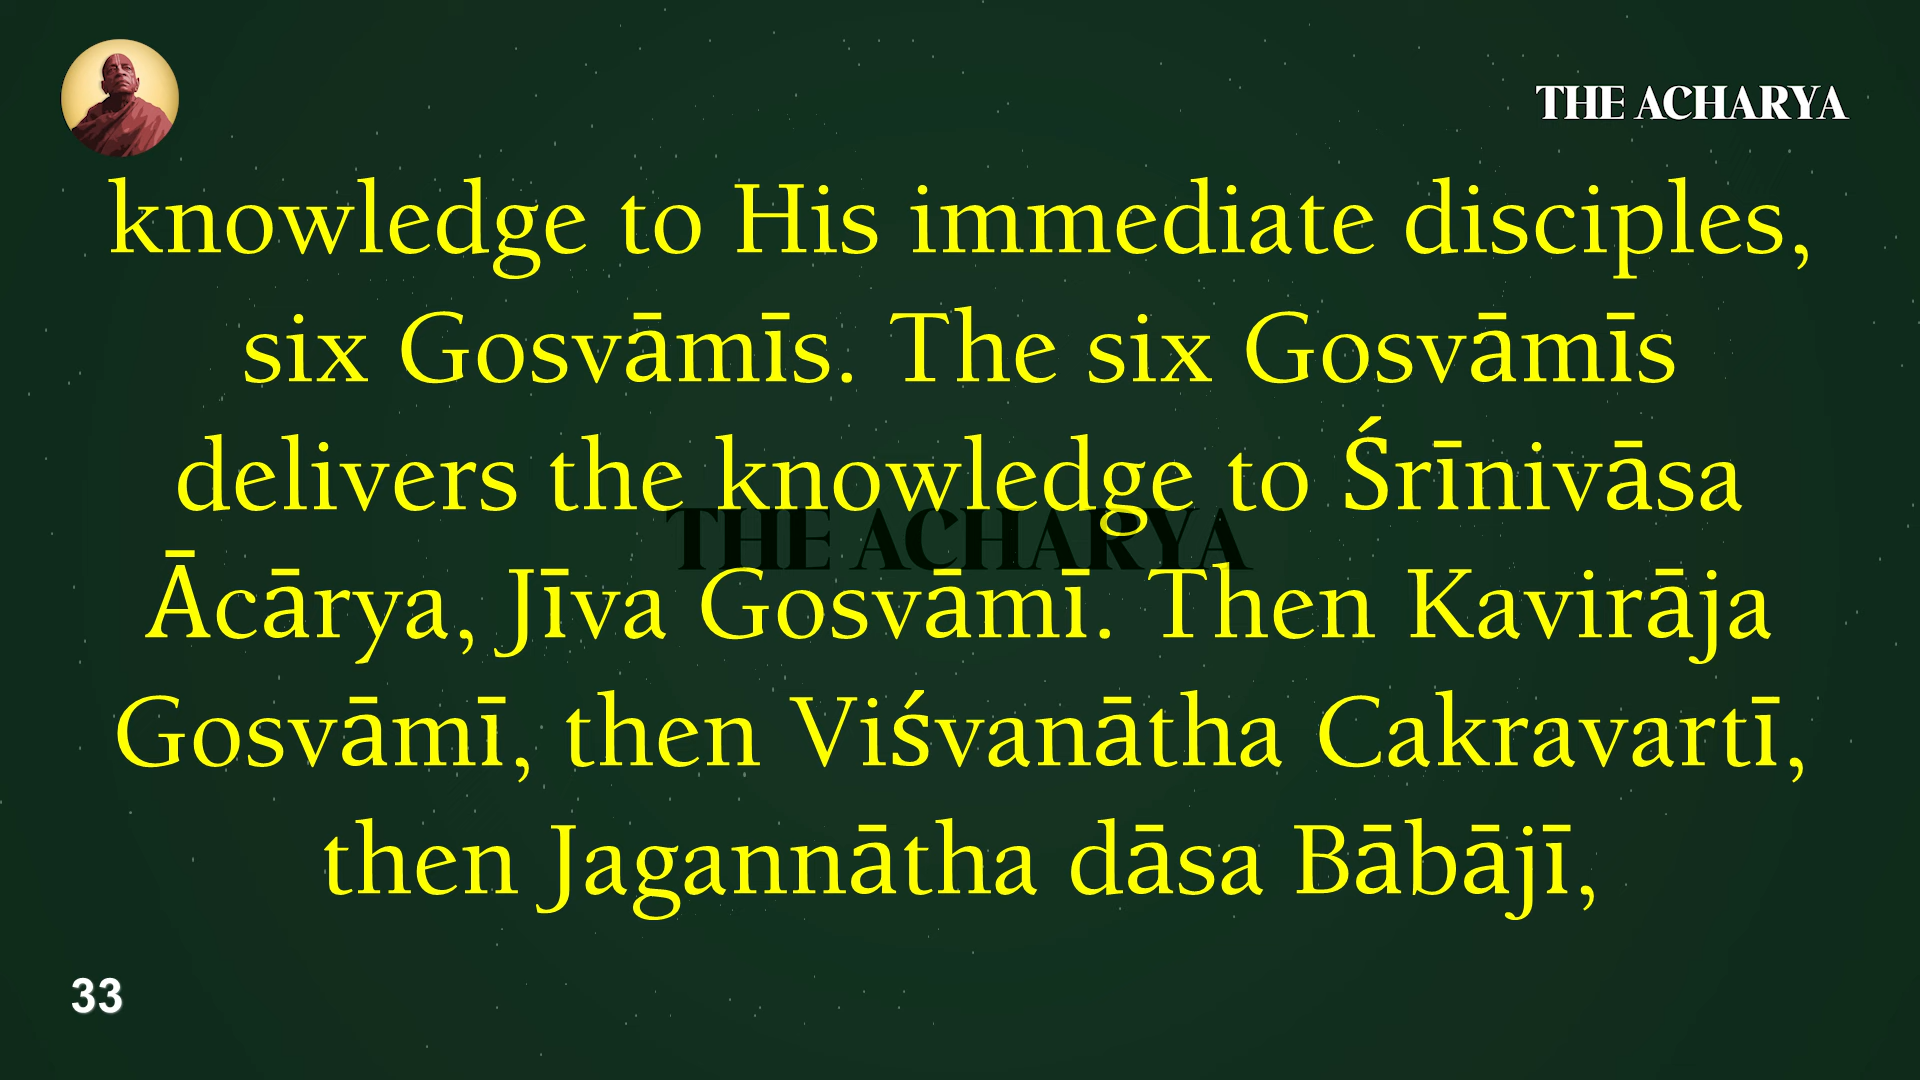 THE ACHARYA
knowledge to His immediate disciples,
six Gosvāmīs. The six Gosvāmīs
delivers the knowledge to Śrīnivāsa
THE ACHARYA
Ācārya, Jīva Gosvāmī. Then Kavirāja
Gosvāmī, then Viśvanātha Cakravartī,
then Jagannātha dāsa Bābājī,
33